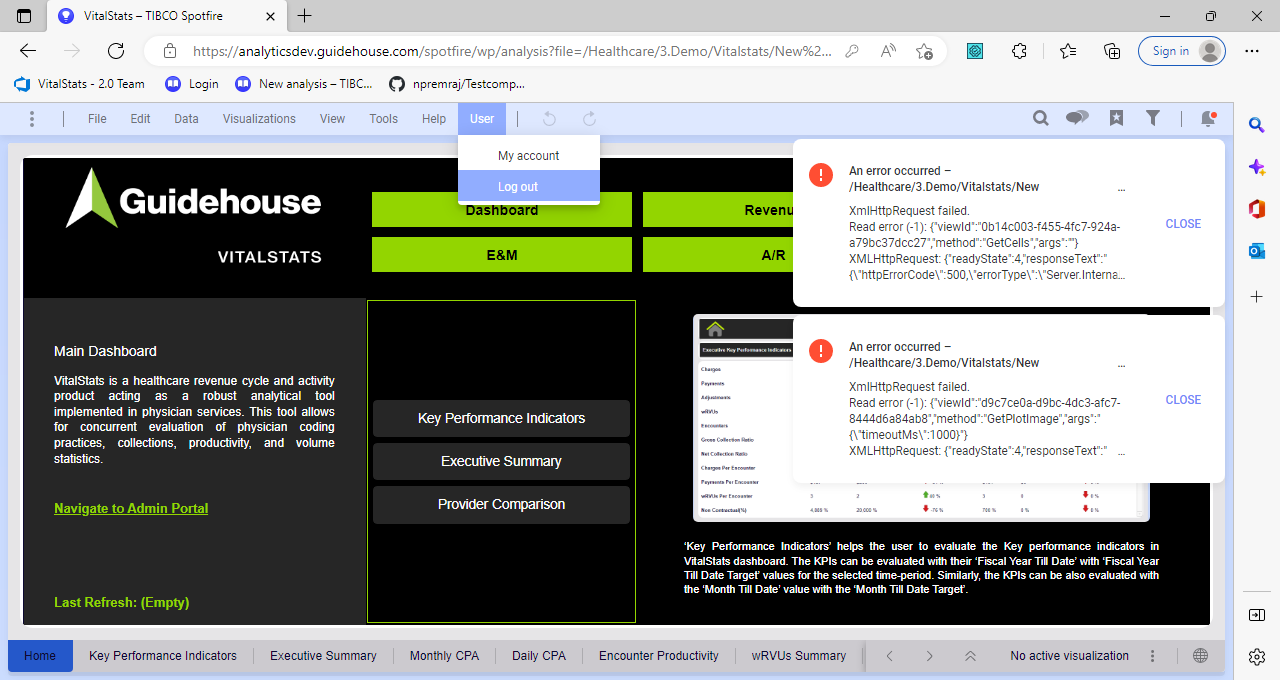 VitalStats – TIBCO Spotfire
https://analyticsdev.guidehouse.com/spotfire/wp/analysis?file=/Healthcare/3.Demo/Vitalstats/New%2...
Sign in
VitalStats - 2.0 Team
Login
New analysis – TIBC...
npremraj/Testcomp...
File
Edit
Data
Visualizations
View
Tools
Help
User
My account
Log out
Guidehouse
VITALSTATS
Dashboard
Revenu
E&M
A/R
An error occurred –
/Healthcare/3.Demo/Vitalstats/New ...
XmlHttpRequest failed.
Read error (-1): {"viewId":"0b14c003-f455-4fc7-924a-
a79bc37dcc27","method":"GetCells","args":""}
XMLHttpRequest: {"readyState":4,"responseText":"
{\"httpErrorCode\":500,\"errorType\":\"Server.Interna...
CLOSE
An error occurred –
/Healthcare/3.Demo/Vitalstats/New ...
XmlHttpRequest failed.
Read error (-1): {"viewId":"d9c7ce0a-d9bc-4dc3-afc7-
8444d6a84ab8","method":"GetPlotImage","args":"
{\"timeoutMs\":1000}"}
XMLHttpRequest: {"readyState":4,"responseText":" ...
CLOSE
Main Dashboard
VitalStats is a healthcare revenue cycle and activity
product acting as a robust analytical tool
implemented in physician services. This tool allows
for concurrent evaluation of physician coding
practices, collections, productivity, and volume
statistics.
Navigate to Admin Portal
Last Refresh: (Empty)
Key Performance Indicators
Executive Summary
Provider Comparison
Executive Key Performance Indicators
Charges
Payments
Adjustments
wRVUs
Encounters
Gross Collection Ratio
Net Collection Ratio
Charges Per Encounter
Payments Per Encounter
wRVUs Per Encounter
Non Contractual(%)
‘Key Performance Indicators’ helps the user to evaluate the Key performance indicators in
VitalStats dashboard. The KPIs can be evaluated with their ‘Fiscal Year Till Date’ with ‘Fiscal Year
Till Date Target’ values for the selected time-period. Similarly, the KPIs can be also evaluated with
the ‘Month Till Date’ value with the ‘Month Till Date Target’.
Home
Key Performance Indicators
Executive Summary
Monthly CPA
Daily CPA
Encounter Productivity
wRVUs Summary
No active visualization